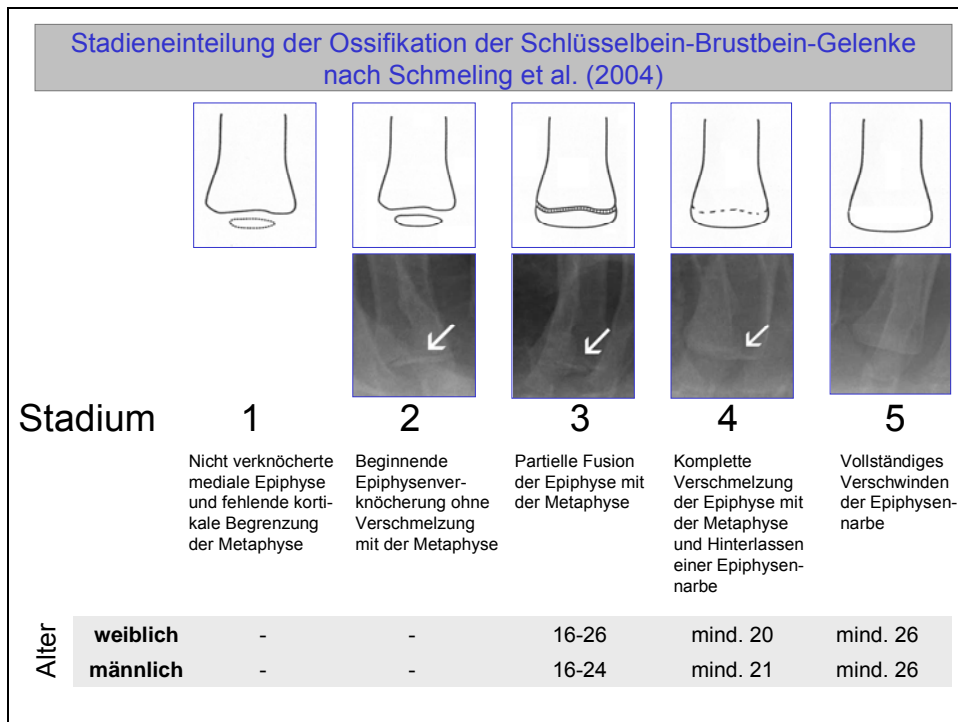 Stadieneinteilung der Ossifikation der Schlüsselbein-Brustbein-Gelenke
nach Schmeling et al. (2004)
Stadium 1 2 3 4 5
Nicht verknöcherte
mediale Epiphyse
und fehlende korti-
kale Begrenzung
der Metaphyse
Beginnende
Epiphysenver-
knöcherung ohne
Verschmelzung
mit der Metaphyse
Partielle Fusion
der Epiphyse mit
der Metaphyse
Komplette
Verschmelzung
der Epiphyse mit
der Metaphyse
und Hinterlassen
einer Epiphysen-
narbe
Vollständiges
Verschwinden
der Epiphysen-
narbe
Alter
weiblich - - 16-26 mind. 20 mind. 26
männlich - - 16-24 mind. 21 mind. 26